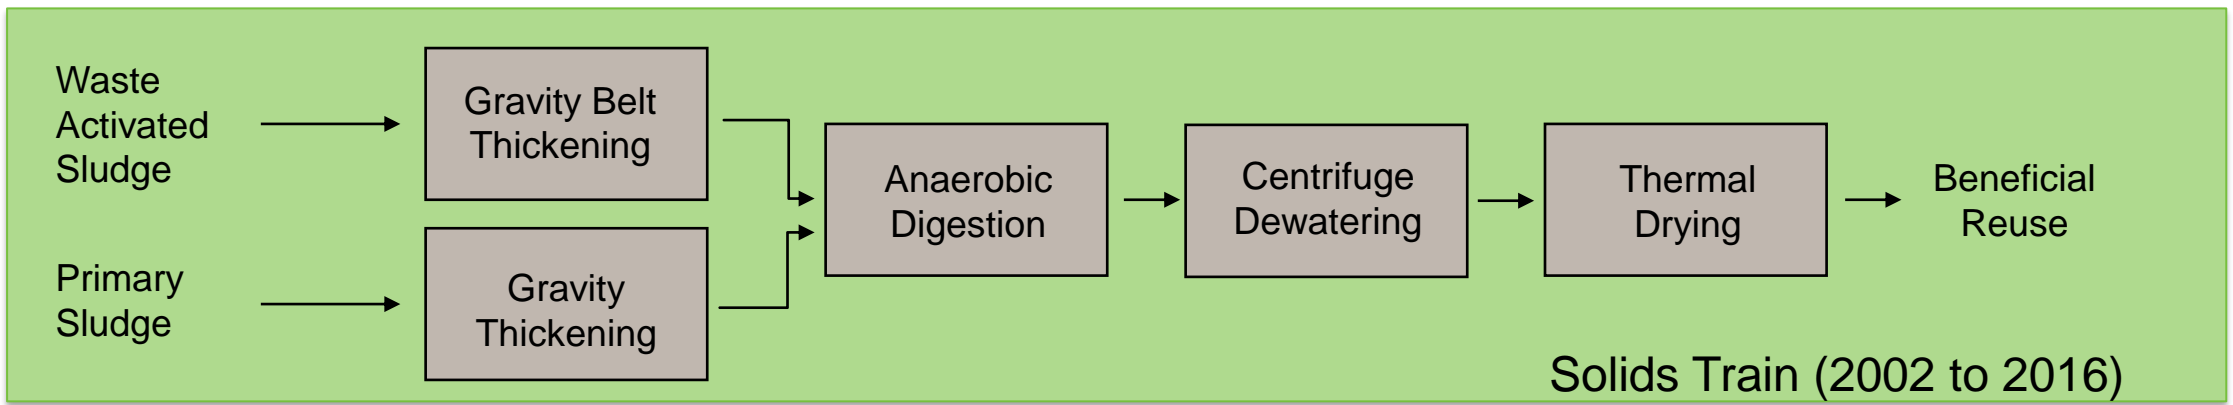 Waste
Activated
Sludge
Gravity Belt
Thickening
Primary
Sludge
Gravity
Thickening
Anaerobic
Digestion
Centrifuge
Dewatering
Thermal
Drying
Beneficial
Reuse
Solids Train (2002 to 2016)